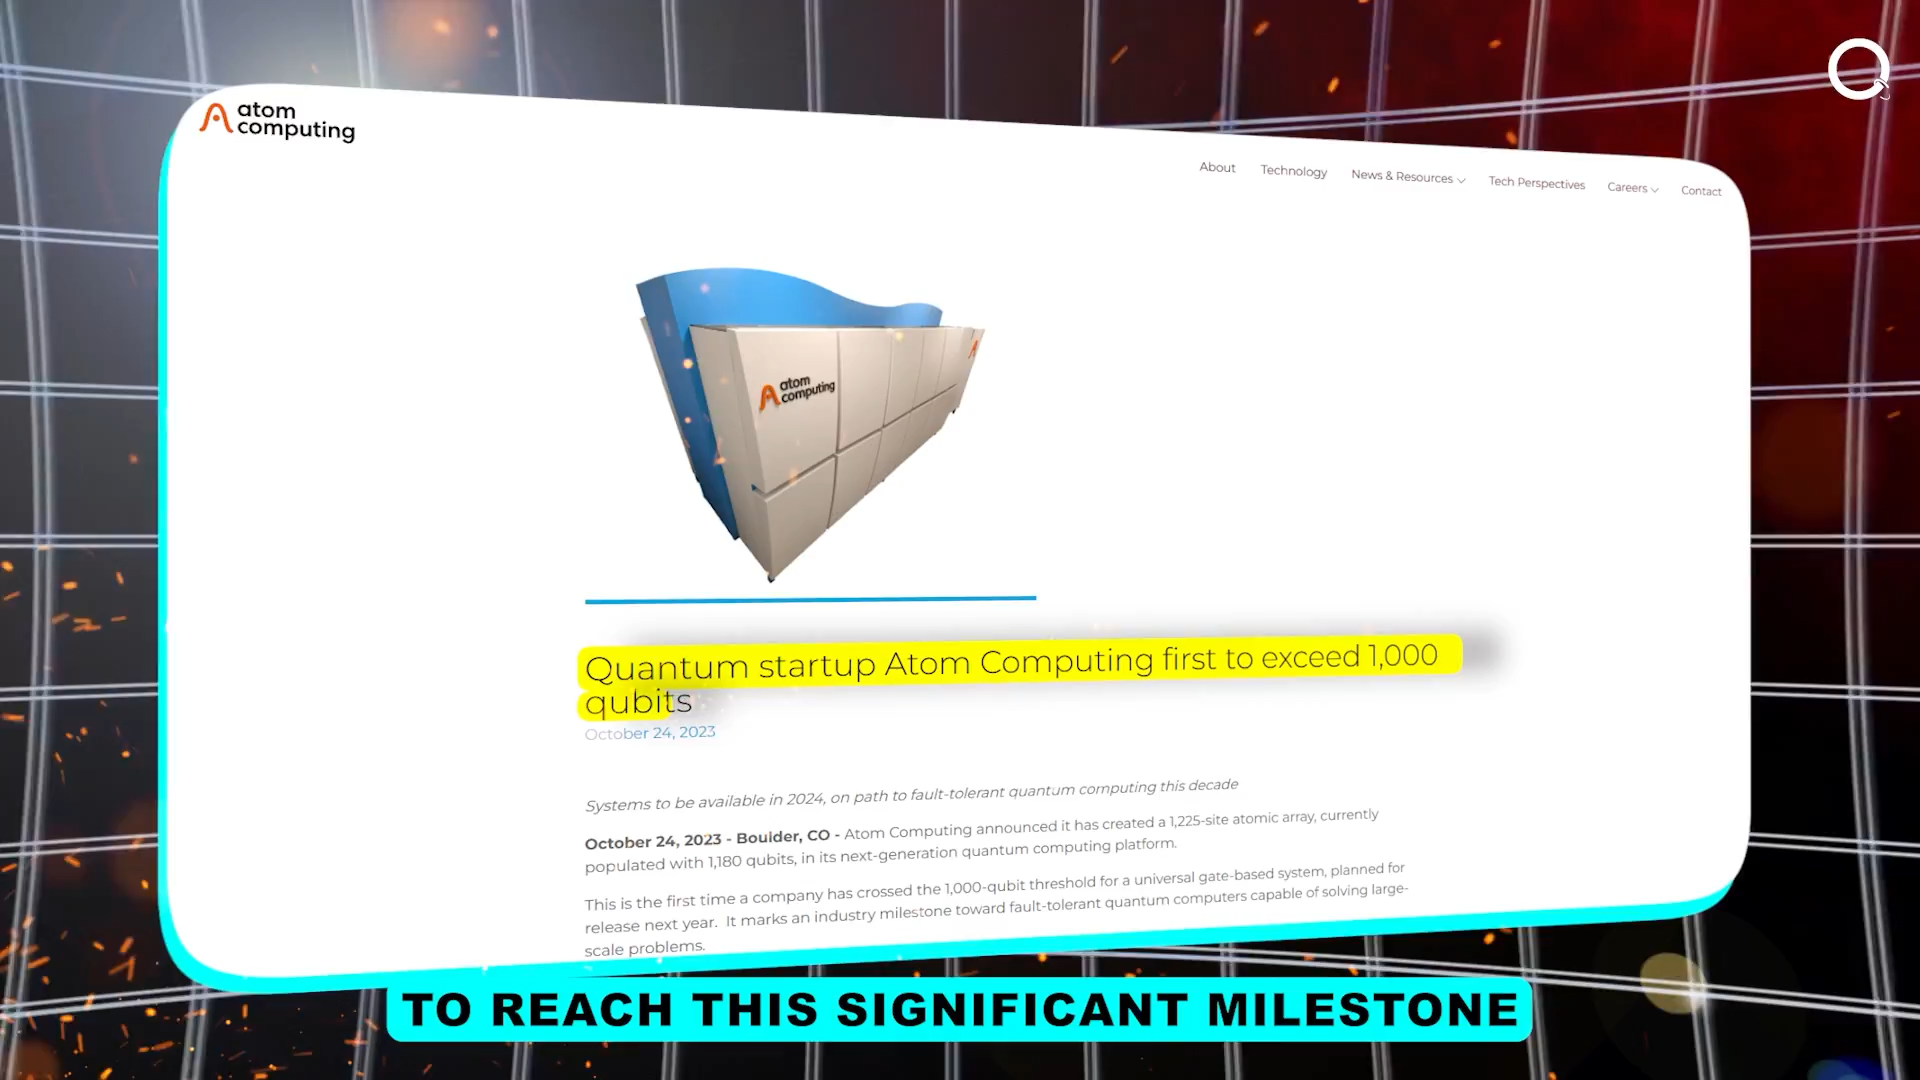 atom
computing
About Technology News & Resources Tech Perspectives Careers Contact
atom
computing
Quantum startup Atom Computing first to exceed 1,000
qubits
October 24, 2023
Systems to be available in 2024, on path to fault-tolerant quantum computing this decade
October 24, 2023 - Boulder, CO - Atom Computing announced it has created a 1,225-site atomic array, currently
populated with 1,180 qubits, in its next-generation quantum computing platform.
This is the first time a company has crossed the 1,000-qubit threshold for a universal gate-based system, planned for
release next year. It marks an industry milestone toward fault-tolerant quantum computers capable of solving large-
scale problems.
TO REACH THIS SIGNIFICANT MILESTONE